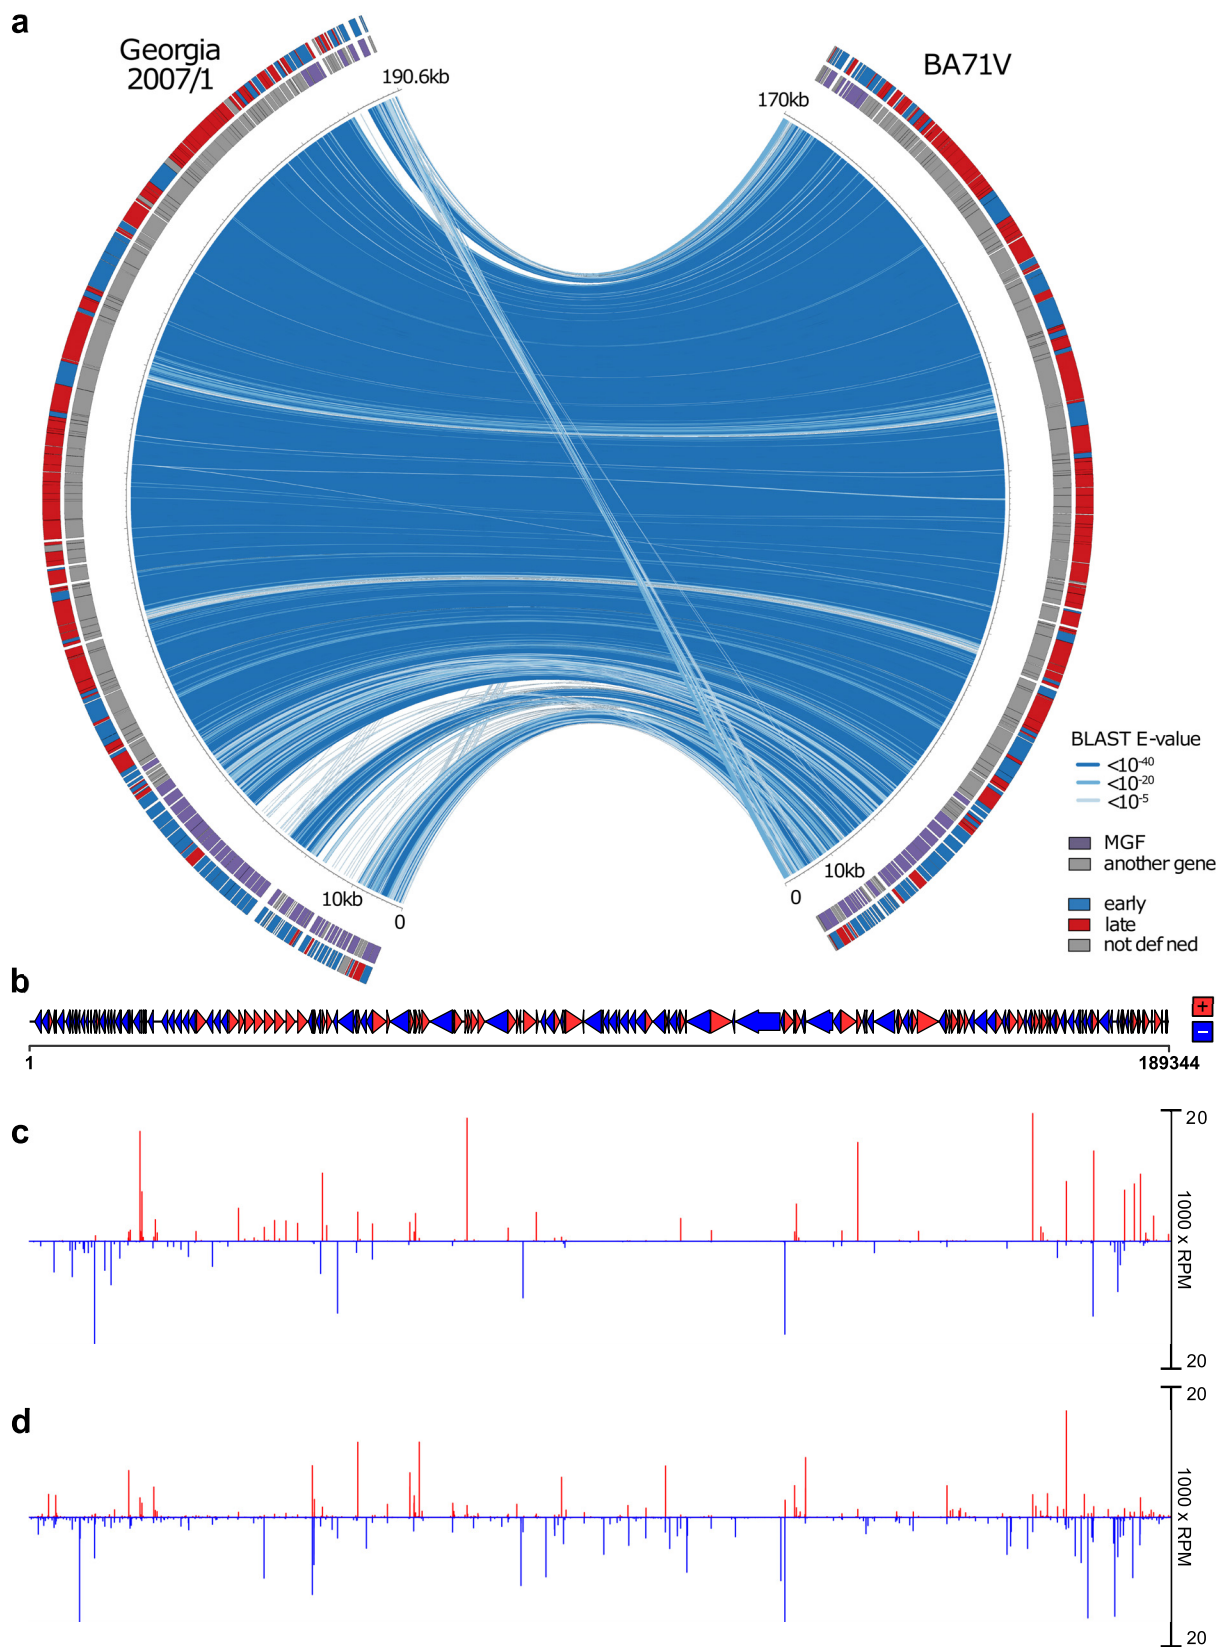 a
Georgia
2007/1
190.6kb
170kb
BA71V
BLAST E-value
<10-40
<10-20
<10-5
MGF
another gene
early
late
not def ned
10kb
0
10kb
0
b
+
−
1
189344
c
20
1000 x RPM
20
d
20
1000 x RPM
20